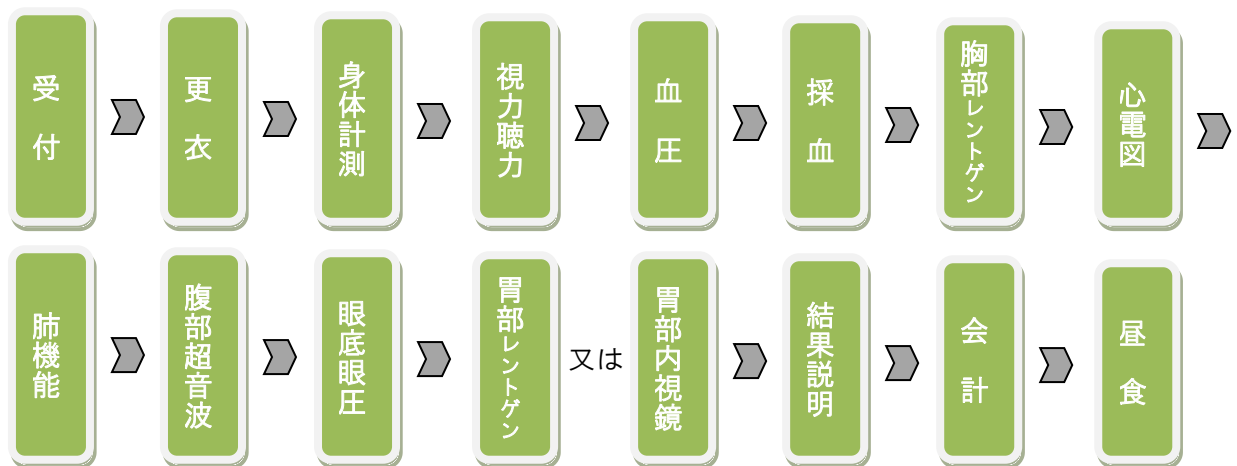 受付
更衣
身体計測
視力聴力
血圧
採血
胸部レントゲン
心電図
肺機能
腹部超音波
眼底眼圧
胃部レントゲン
又は
胃部内視鏡
結果説明
会計
昼食